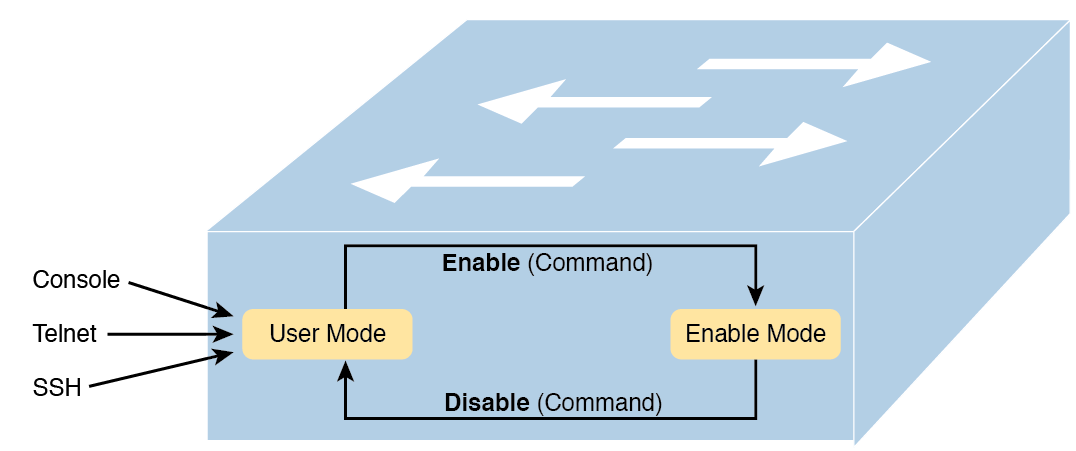 Enable (Command)
Console
Telnet
SSH
User Mode
Enable Mode
Disable (Command)